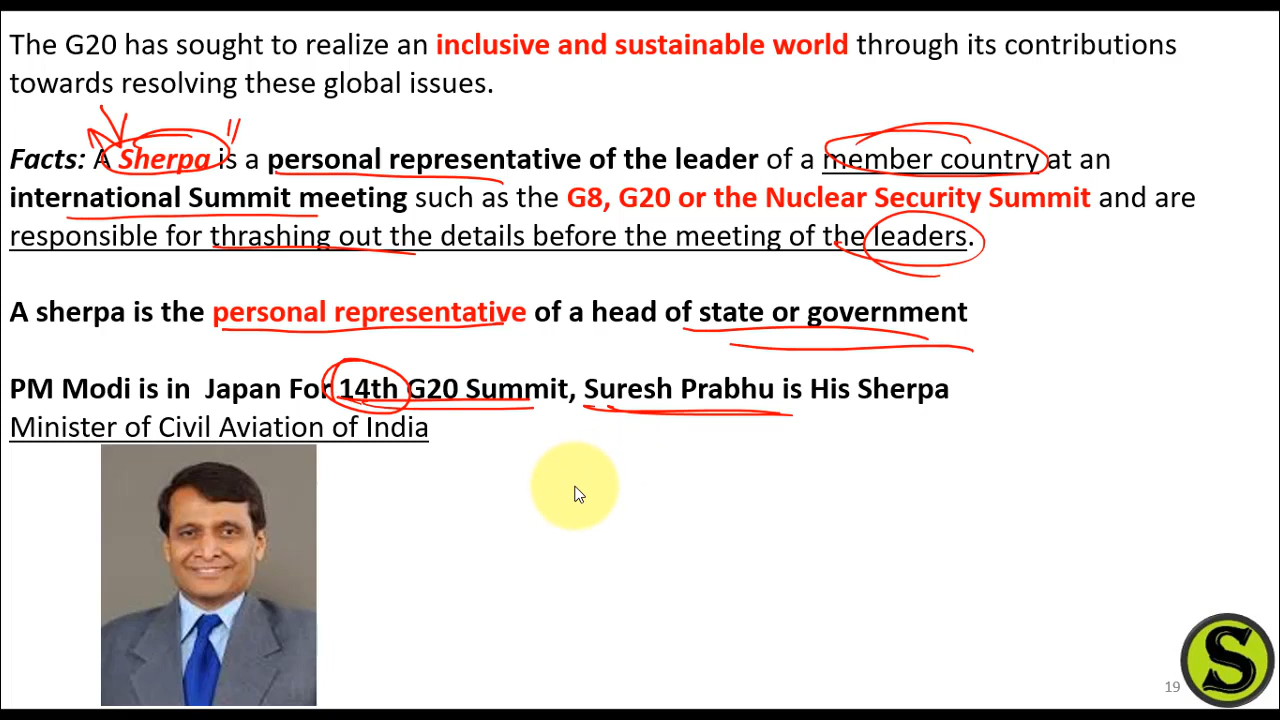 The G20 has sought to realize an inclusive and sustainable world through its contributions
towards resolving these global issues.
Facts: A Sherpa is a personal representative of the leader of a member country at an
international Summit meeting such as the G8, G20 or the Nuclear Security Summit and are
responsible for thrashing out the details before the meeting of the leaders.
A sherpa is the personal representative of a head of state or government
PM Modi is in Japan For 14th G20 Summit, Suresh Prabhu is His Sherpa
Minister of Civil Aviation of India
S
19